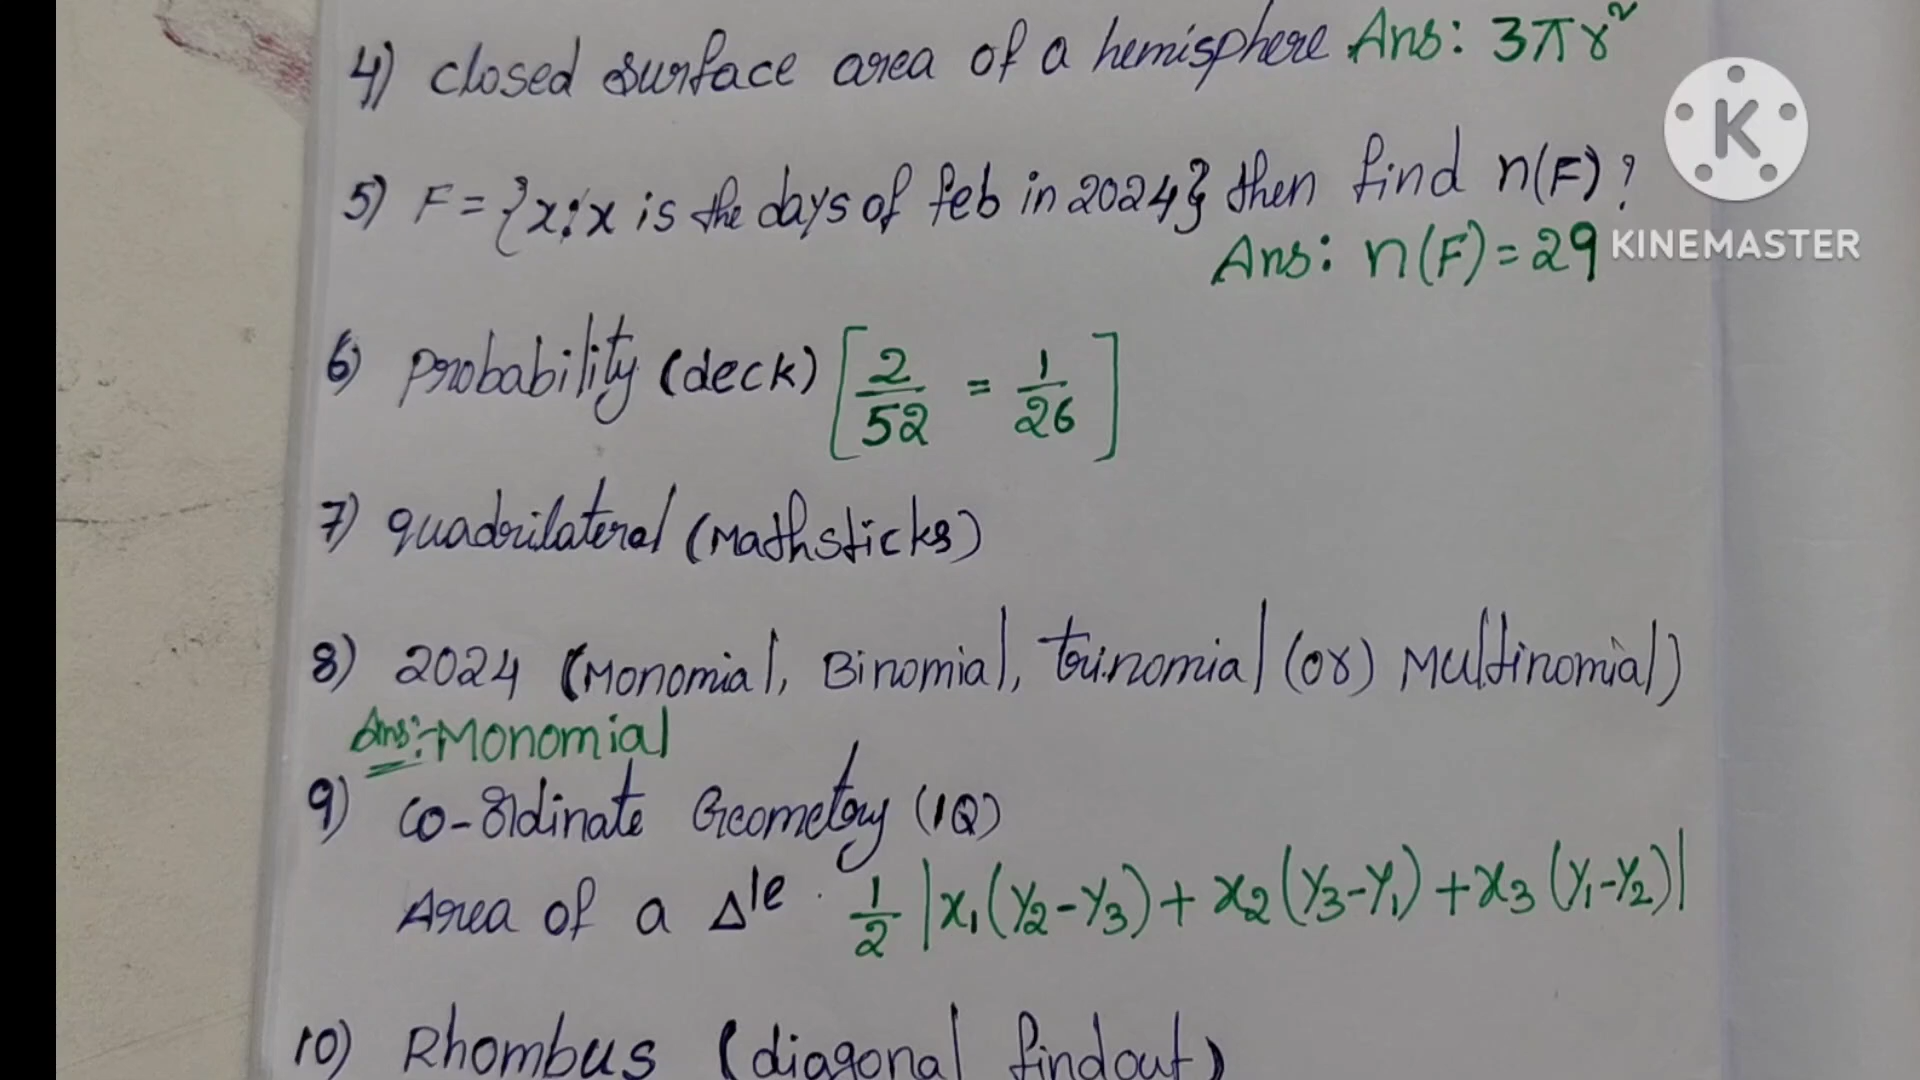 4) closed surface area of a hemisphere Ans: 3πr²
K
5) F = {x:x is the days of feb in 2024} then find n(F)?
Ans: n(F) = 29
KINEMASTER
6) Probability (deck) [2/52 = 1/26]
7) quadrilateral (Mathsticks)
8) 2024 (Monomial, Binomial, trinomial (or) Multinomial)
Ans:- Monomial
9) co-ordinate Geometry (1Q)
Area of a Δle. 1/2 |x₁(y₂-y₃) + x₂(y₃-y₁) + x₃(y₁-y₂)|
10) Rhombus (diagonal findout)